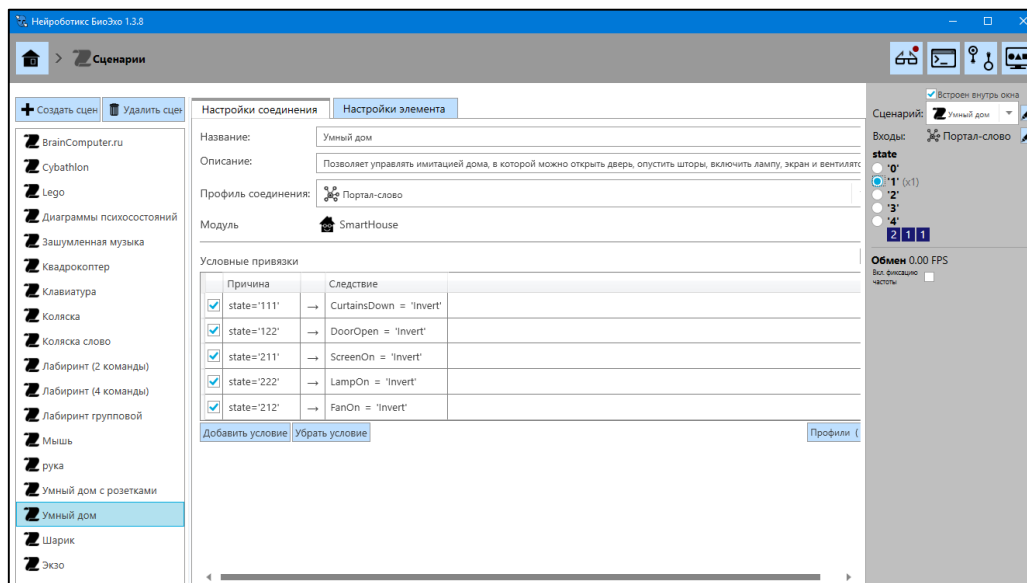 Нейроботикс БиоЭхо 1.3.8
> Сценарии
Создать сцен Удалить сцен
BrainComputer.ru
Cybathlon
Lego
Диаграммы психосостояний
Зашумленная музыка
Квадрокоптер
Клавиатура
Коляска
Коляска слово
Лабиринт (2 команды)
Лабиринт (4 команды)
Лабиринт групповой
Мышь
рука
Умный дом с розетками
Умный дом
Шарик
Экзо
Настройки соединения Настройки элемента
Название: Умный дом
Описание: Позволяет управлять имитацией дома, в которой можно открыть дверь, опустить шторы, включить лампу, экран и вентилято
Профиль соединения: Портал-слово
Модуль SmartHouse
Условные привязки
Причина Следствие
state='111' → CurtainsDown = 'Invert'
state='122' → DoorOpen = 'Invert'
state='211' → ScreenOn = 'Invert'
state='222' → LampOn = 'Invert'
state='212' → FanOn = 'Invert'
Добавить условие Убрать условие Профили (
Встроен внутрь окна
Сценарий: Умный дом
Входы: Портал-слово
state
'0'
'1' (x1)
'2'
'3'
'4'
2 1 1
Обмен 0.00 FPS
Вкл. фиксацию
частоты